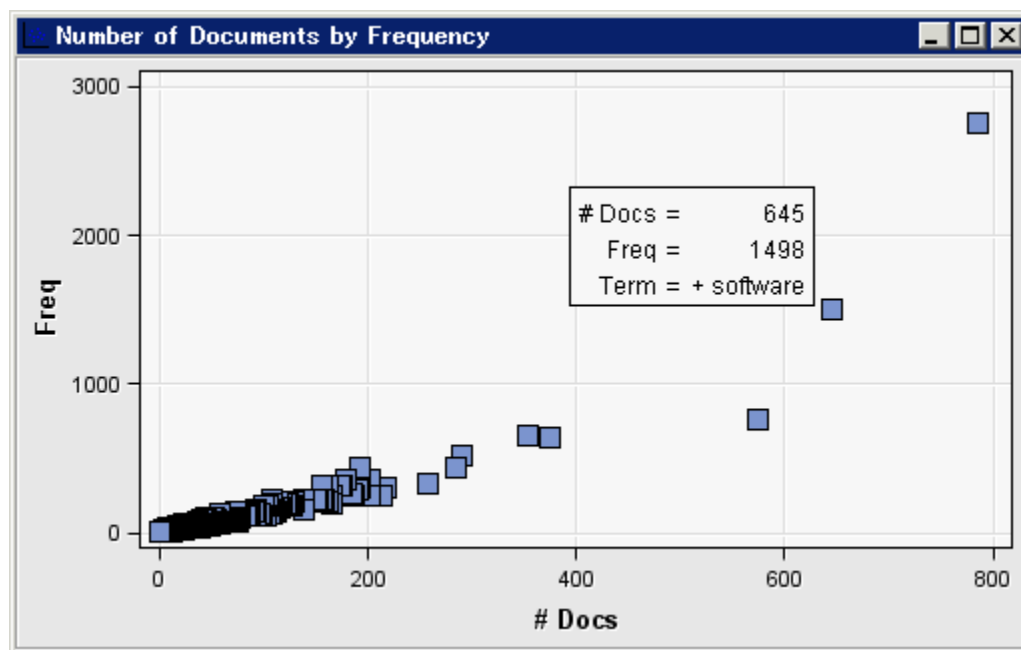 Number of Documents by Frequency
3000
2000
1000
0
Freq
# Docs = 645
Freq = 1498
Term = + software
0 200 400 600 800
# Docs